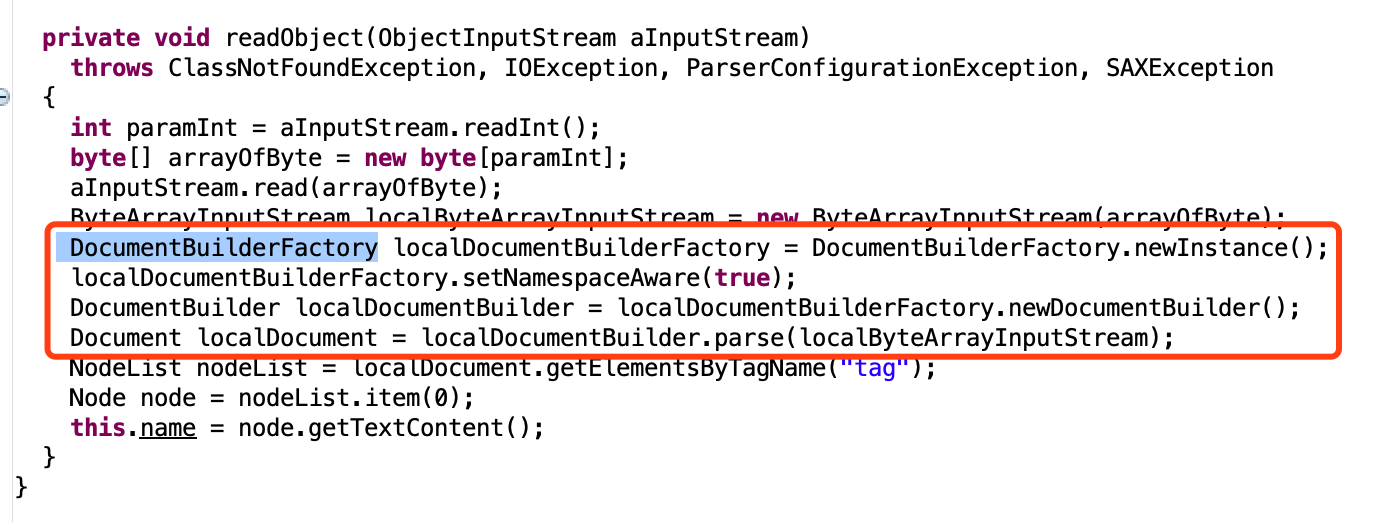 private void readObject(ObjectInputStream aInputStream)
throws ClassNotFoundException, IOException, ParserConfigurationException, SAXException
{
int paramInt = aInputStream.readInt();
byte[] arrayOfByte = new byte[paramInt];
aInputStream.read(arrayOfByte);
ByteArrayInputStream localByteArrayInputStream = new ByteArrayInputStream(arrayOfByte);
DocumentBuilderFactory localDocumentBuilderFactory = DocumentBuilderFactory.newInstance();
localDocumentBuilderFactory.setNamespaceAware(true);
DocumentBuilder localDocumentBuilder = localDocumentBuilderFactory.newDocumentBuilder();
Document localDocument = localDocumentBuilder.parse(localByteArrayInputStream);
NodeList nodeList = localDocument.getElementsByTagName("tag");
Node node = nodeList.item(0);
this.name = node.getTextContent();
}
}